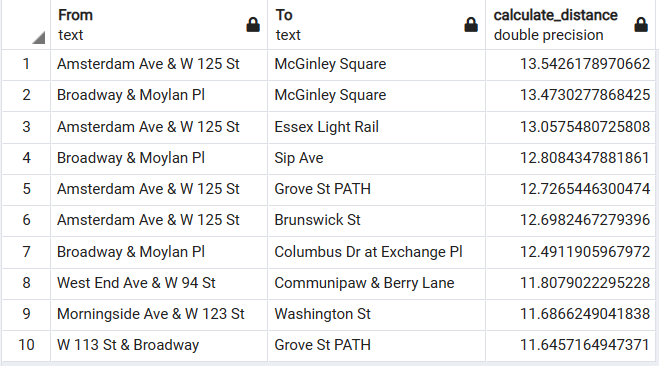 From To calculate_distance
text text double precision
1 Amsterdam Ave & W 125 St McGinley Square 13.5426178970662
2 Broadway & Moylan Pl McGinley Square 13.4730277868425
3 Amsterdam Ave & W 125 St Essex Light Rail 13.0575480725808
4 Broadway & Moylan Pl Sip Ave 12.8084347881861
5 Amsterdam Ave & W 125 St Grove St PATH 12.7265446300474
6 Amsterdam Ave & W 125 St Brunswick St 12.6982467279396
7 Broadway & Moylan Pl Columbus Dr at Exchange Pl 12.4911905967972
8 West End Ave & W 94 St Communipaw & Berry Lane 11.8079022295228
9 Morningside Ave & W 123 St Washington St 11.6866249041838
10 W 113 St & Broadway Grove St PATH 11.6457164947371